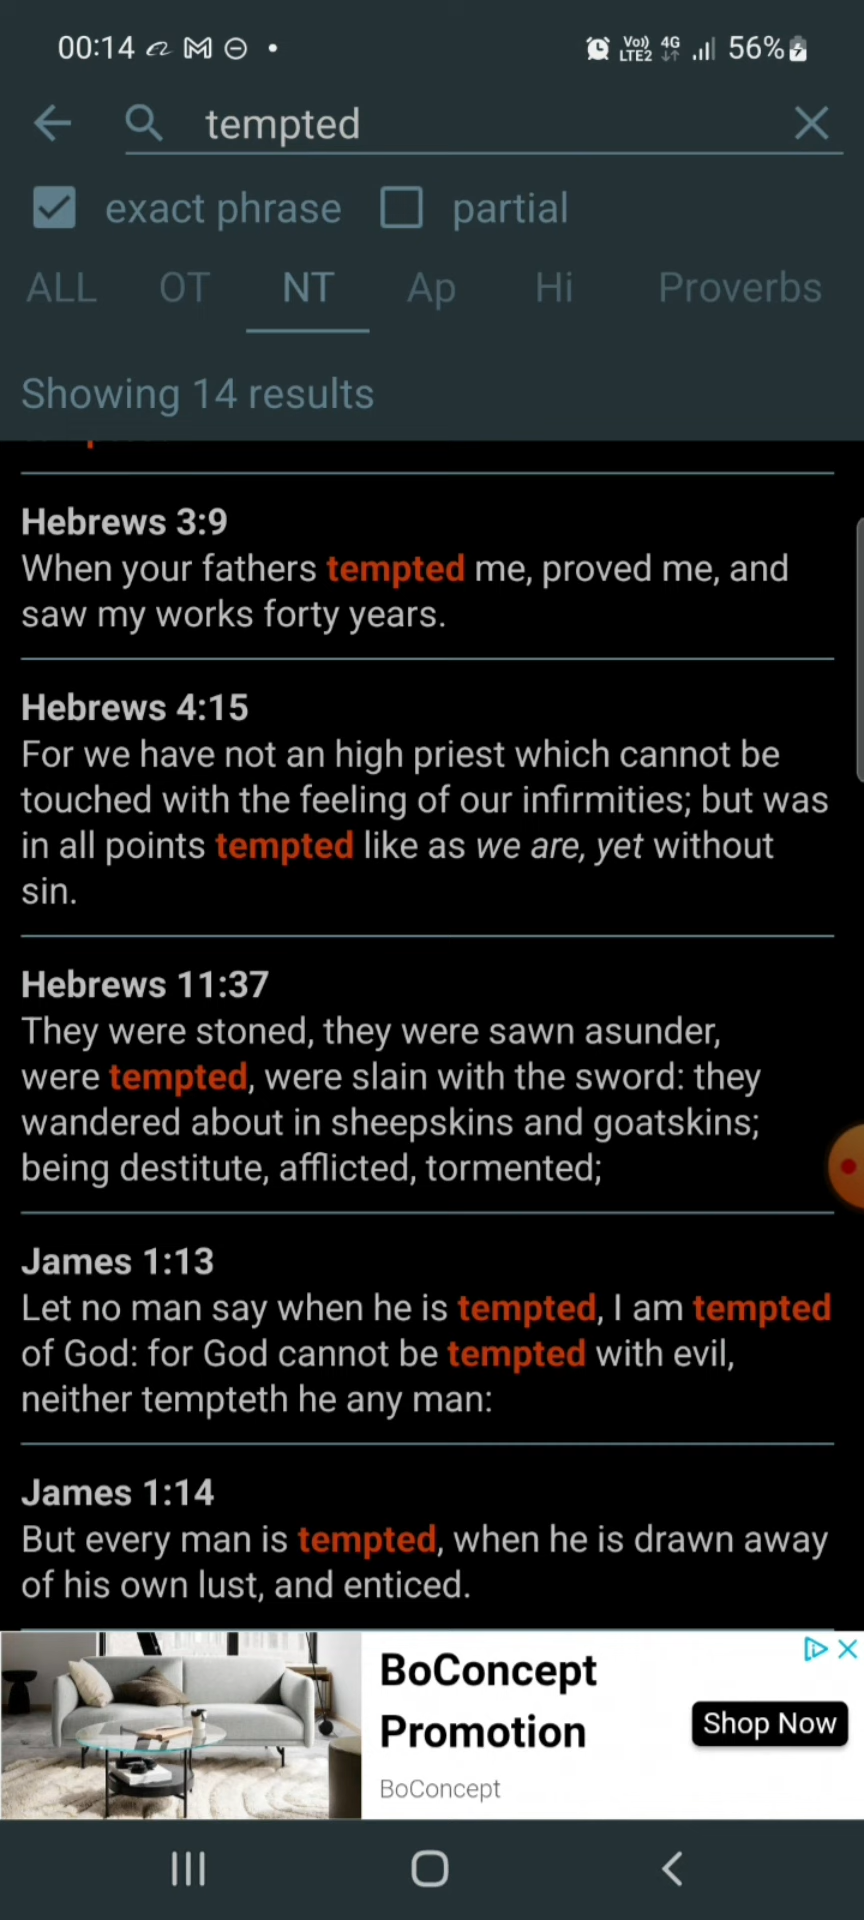 00:14 Vo)) LTE2 4G 56%
tempted
exact phrase partial
ALL OT NT Ap Hi Proverbs
Showing 14 results
Hebrews 3:9
When your fathers tempted me, proved me, and
saw my works forty years.
Hebrews 4:15
For we have not an high priest which cannot be
touched with the feeling of our infirmities; but was
in all points tempted like as we are, yet without
sin.
Hebrews 11:37
They were stoned, they were sawn asunder,
were tempted, were slain with the sword: they
wandered about in sheepskins and goatskins;
being destitute, afflicted, tormented;
James 1:13
Let no man say when he is tempted, I am tempted
of God: for God cannot be tempted with evil,
neither tempteth he any man:
James 1:14
But every man is tempted, when he is drawn away
of his own lust, and enticed.
BoConcept
Promotion
Shop Now
BoConcept